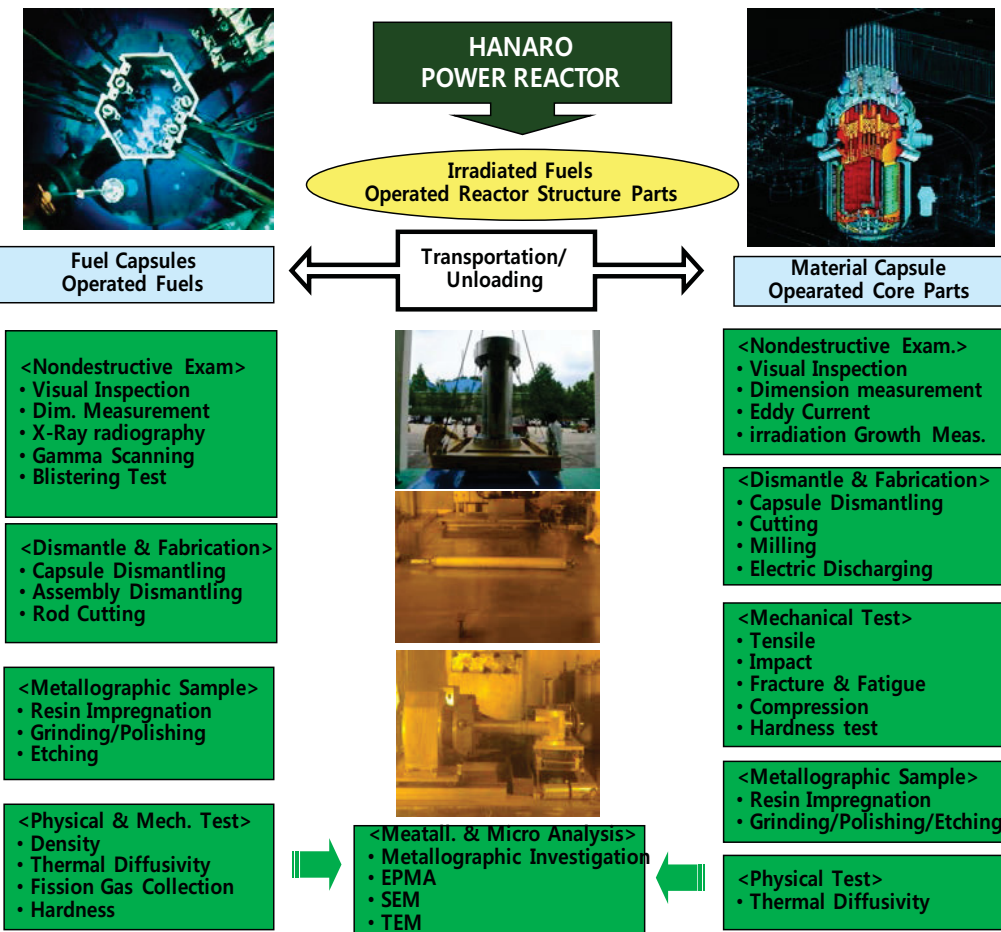 HANARO
POWER REACTOR
Irradiated Fuels
Operated Reactor Structure Parts
Transportation/
Unloading
Fuel Capsules
Operated Fuels
<Nondestructive Exam>
• Visual Inspection
• Dim. Measurement
• X-Ray radiography
• Gamma Scanning
• Blistering Test
<Dismantle & Fabrication>
• Capsule Dismantling
• Assembly Dismantling
• Rod Cutting
<Metallographic Sample>
• Resin Impregnation
• Grinding/Polishing
• Etching
<Physical & Mech. Test>
• Density
• Thermal Diffusivity
• Fission Gas Collection
• Hardness
<Meatall. & Micro Analysis>
• Metallographic Investigation
• EPMA
• SEM
• TEM
Material Capsule
Opearated Core Parts
<Nondestructive Exam.>
• Visual Inspection
• Dimension measurement
• Eddy Current
• irradiation Growth Meas.
<Dismantle & Fabrication>
• Capsule Dismantling
• Cutting
• Milling
• Electric Discharging
<Mechanical Test>
• Tensile
• Impact
• Fracture & Fatigue
• Compression
• Hardness test
<Metallographic Sample>
• Resin Impregnation
• Grinding/Polishing/Etching
<Physical Test>
• Thermal Diffusivity